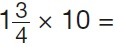 1 3/4 × 10 =